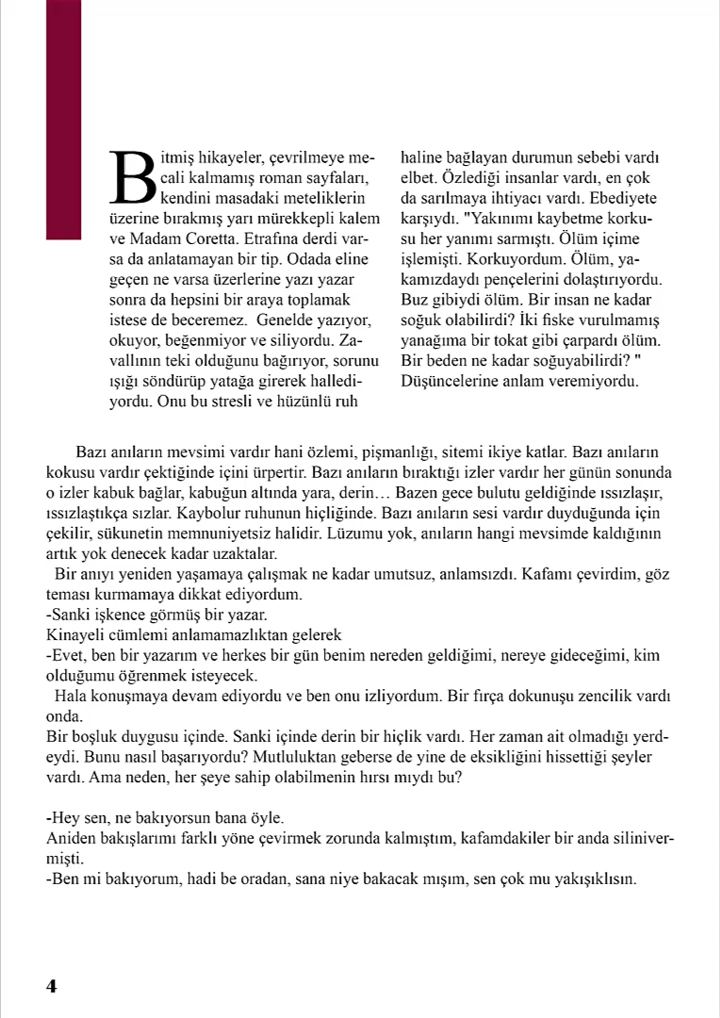 Bitmiş hikayeler, çevrilmeye me-
cali kalmamış roman sayfaları,
kendini masadaki meteliklerin
üzerine bırakmış yarı mürekkepli kalem
ve Madam Coretta. Etrafına derdi var-
sa da anlatamayan bir tip. Odada eline
geçen ne varsa üzerlerine yazı yazar
sonra da hepsini bir araya toplamak
istese de beceremez.  Genelde yazıyor,
okuyor, beğenmiyor ve siliyordu. Za-
vallının teki olduğunu bağırıyor, sorunu
ışığı söndürüp yatağa girerek halledi-
yordu. Onu bu stresli ve hüzünlü ruh
haline bağlayan durumun sebebi vardı
elbet. Özlediği insanlar vardı, en çok
da sarılmaya ihtiyacı vardı. Ebediyete
karşıydı. "Yakınımı kaybetme korku-
su her yanımı sarmıştı. Ölüm içime
işlemişti. Korkuyordum. Ölüm, ya-
kamızdaydı pençelerini dolaştırıyordu.
Buz gibiydi ölüm. Bir insan ne kadar
soğuk olabilirdi? İki fiske vurulmamış
yanağıma bir tokat gibi çarpardı ölüm.
Bir beden ne kadar soğuyabilirdi? "
Düşüncelerine anlam veremiyordu.
Bazı anıların mevsimi vardır hani özlemi, pişmanlığı, sitemi ikiye katlar. Bazı anıların
kokusu vardır çektiğinde içini ürpertir. Bazı anıların bıraktığı izler vardır her günün sonunda
o izler kabuk bağlar, kabuğun altında yara, derin… Bazen gece bulutu geldiğinde ıssızlaşır,
ıssızlaştıkça sızlar. Kaybolur ruhunun hiçliğinde. Bazı anıların sesi vardır duyduğunda için
çekilir, sükunetin memnuniyetsiz halidir. Lüzumu yok, anıların hangi mevsimde kaldığının
artık yok denecek kadar uzaktalar.
Bir anıyı yeniden yaşamaya çalışmak ne kadar umutsuz, anlamsızdı. Kafamı çevirdim, göz
teması kurmamaya dikkat ediyordum.
-Sanki işkence görmüş bir yazar.
Kinayeli cümlemi anlamamazlıktan gelerek
-Evet, ben bir yazarım ve herkes bir gün benim nereden geldiğimi, nereye gideceğimi, kim
olduğumu öğrenmek isteyecek.
Hala konuşmaya devam ediyordu ve ben onu izliyordum. Bir fırça dokunuşu zencilik vardı
onda.
Bir boşluk duygusu içinde. Sanki içinde derin bir hiçlik vardı. Her zaman ait olmadığı yerd-
eydi. Bunu nasıl başarıyordu? Mutluluktan geberse de yine de eksikliğini hissettiği şeyler
vardı. Ama neden, her şeye sahip olabilmenin hırsı mıydı bu?
-Hey sen, ne bakıyorsun bana öyle.
Aniden bakışlarımı farklı yöne çevirmek zorunda kalmıştım, kafamdakiler bir anda siliniver-
mişti.
-Ben mi bakıyorum, hadi be oradan, sana niye bakacak mışım, sen çok mu yakışıklısın.
4